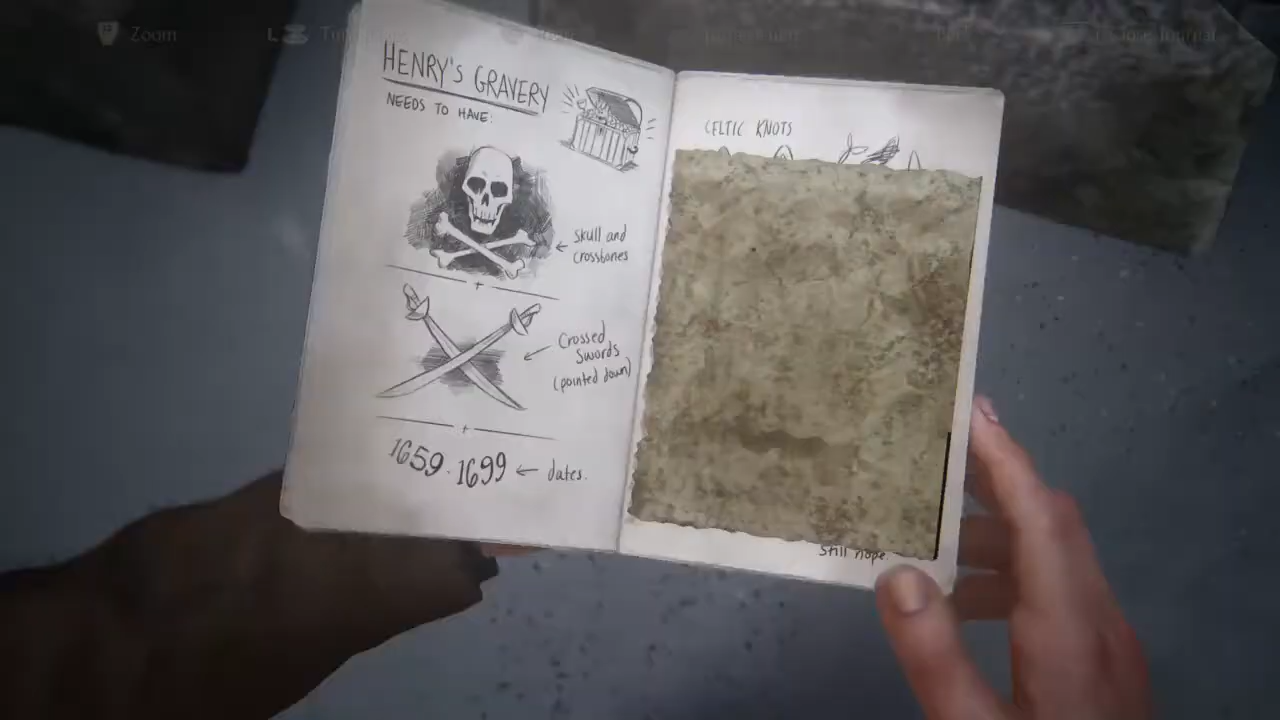 Zoom
L
HENRY'S GRAVERY
NEEDS TO HAVE:
Skull and
crossbones
Crossed
Swords
(pointed down)
1659 · 1699 ← dates.
CELTIC KNOTS
Still nope.